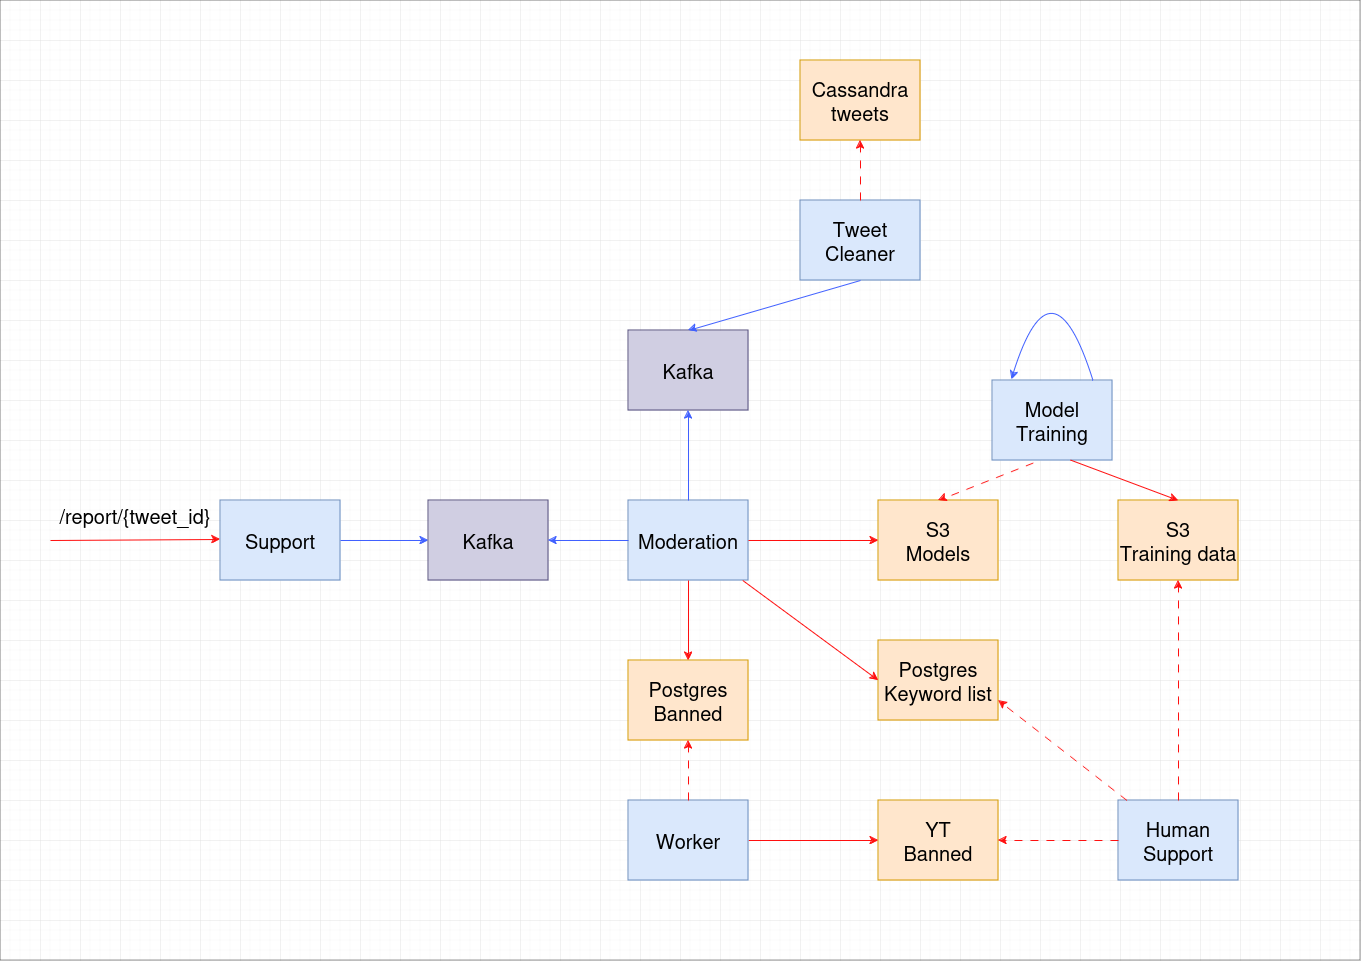 Cassandra
tweets
Tweet
Cleaner
Kafka
Model
Training
/report/{tweet_id}
Support
Kafka
Moderation
S3
Models
S3
Training data
Postgres
Banned
Postgres
Keyword list
Worker
YT
Banned
Human
Support